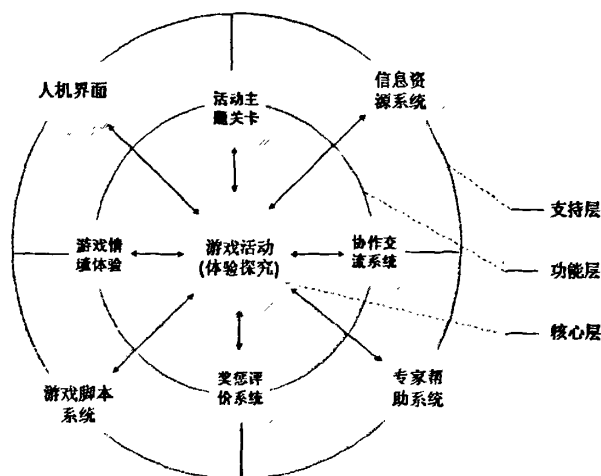 人机界面
信息资
源系统
活动主
题关卡
支持层
游戏情
境体验
游戏活动
(体验探究)
协作交
流系统
功能层
核心层
游戏脚本
系统
奖惩评
价系统
专家帮
助系统